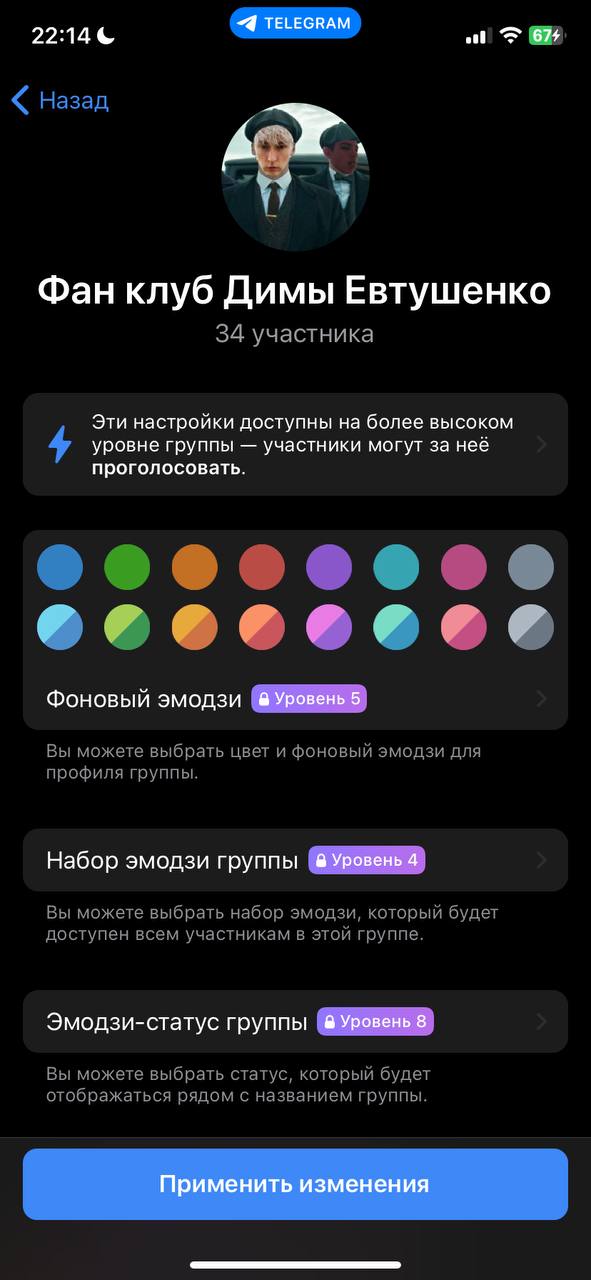 22:14
TELEGRAM
67
Назад
Фан клуб Димы Евтушенко
34 участника
Эти настройки доступны на более высоком
уровне группы — участники могут за неё
проголосовать.
Фоновый эмодзи Уровень 5
Вы можете выбрать цвет и фоновый эмодзи для
профиля группы.
Набор эмодзи группы Уровень 4
Вы можете выбрать набор эмодзи, который будет
доступен всем участникам в этой группе.
Эмодзи-статус группы Уровень 8
Вы можете выбрать статус, который будет
отображаться рядом с названием группы.
Применить изменения